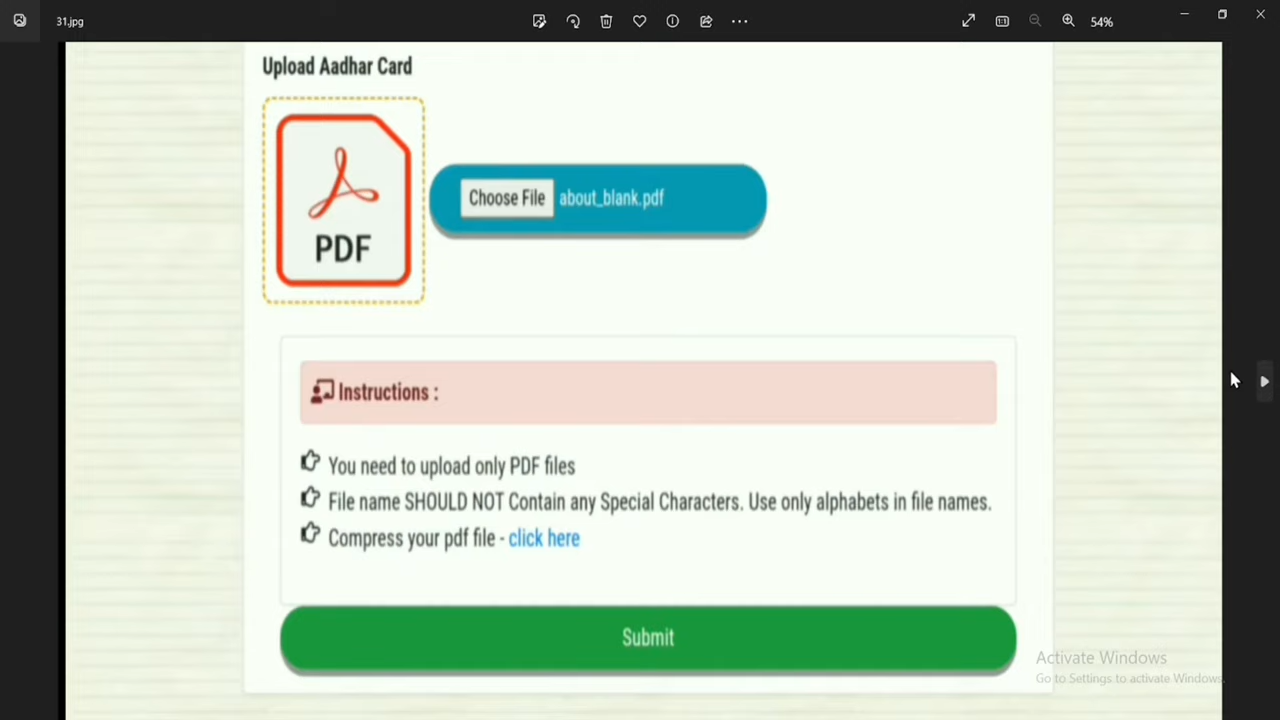 31.jpg
54%
Upload Aadhar Card
PDF
Choose File about_blank.pdf
Instructions :
You need to upload only PDF files
File name SHOULD NOT Contain any Special Characters. Use only alphabets in file names.
Compress your pdf file - click here
Submit
Activate Windows
Go to Settings to activate Windows.